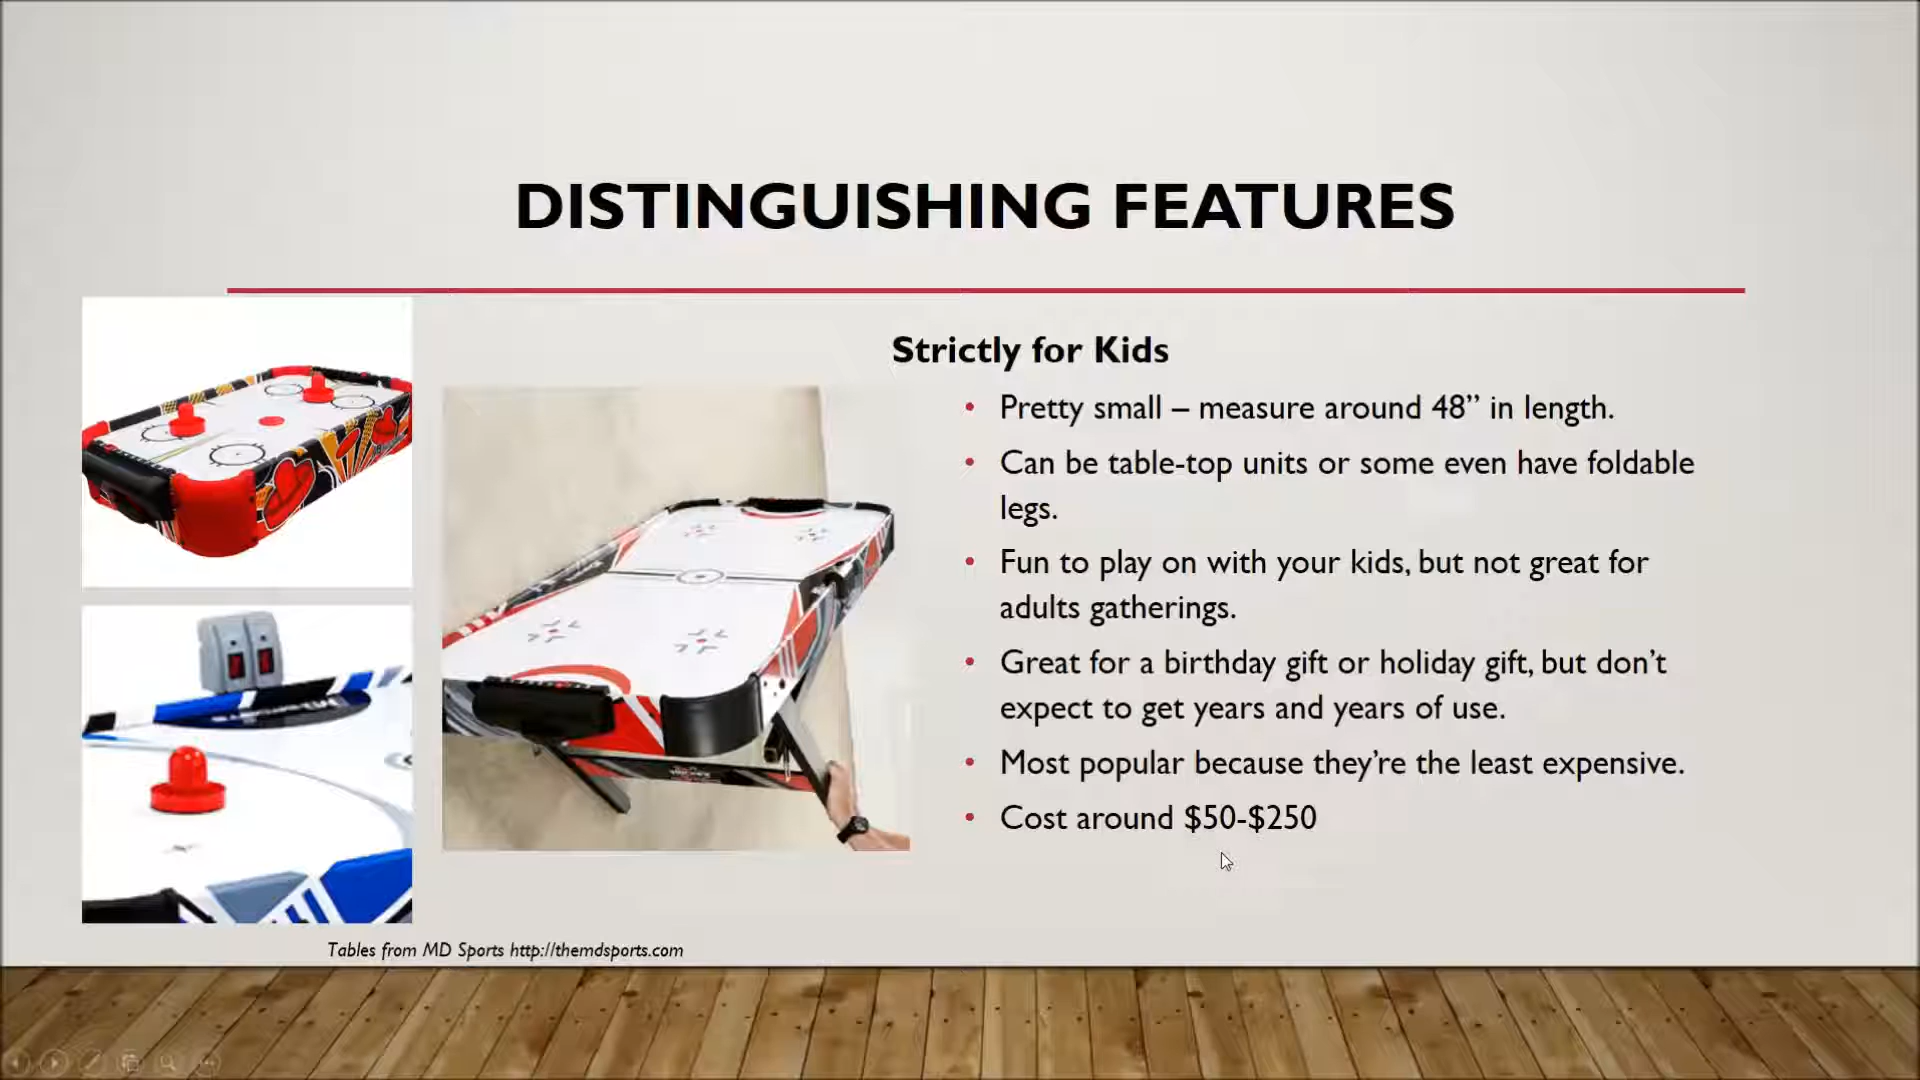 DISTINGUISHING FEATURES
Strictly for Kids
• Pretty small – measure around 48” in length.
• Can be table-top units or some even have foldable
legs.
• Fun to play on with your kids, but not great for
adults gatherings.
• Great for a birthday gift or holiday gift, but don’t
expect to get years and years of use.
• Most popular because they’re the least expensive.
• Cost around $50-$250
Tables from MD Sports http://themdsports.com